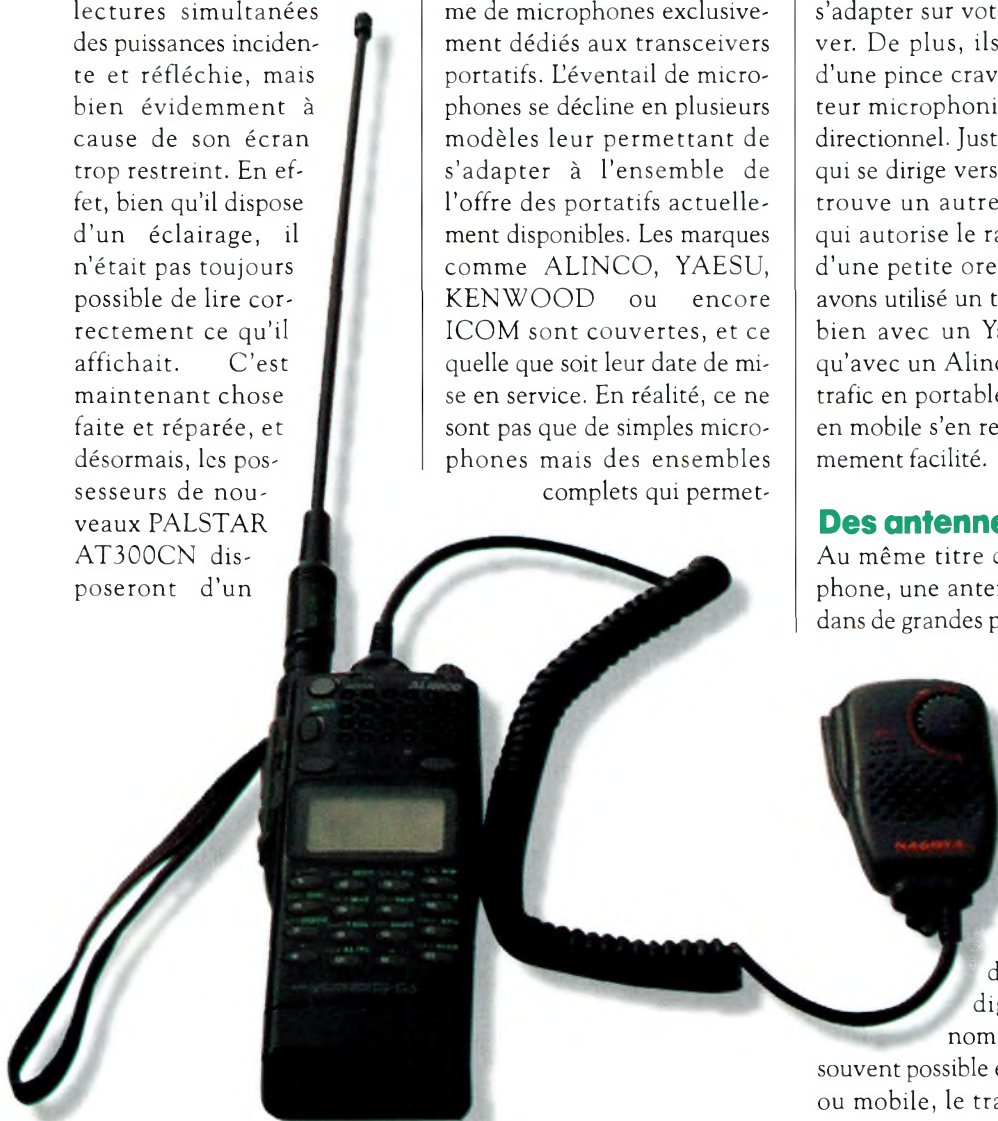 lectures simultanées
des puissances inciden-
te et réfléchie, mais
bien évidemment à
cause de son écran
trop restreint. En ef-
fet, bien qu'il dispose
d'un éclairage, il
n'était pas toujours
possible de lire cor-
rectement ce qu'il
affichait. C'est
maintenant chose
faite et réparée, et
désormais, les pos-
sesseurs de nou-
veaux PALSTAR
AT300CN dis-
poseront d'un
me de microphones exclusive-
ment dédiés aux transceivers
portatifs. L'éventail de micro-
phones se décline en plusieurs
modèles leur permettant de
s'adapter à l'ensemble de
l'offre des portatifs actuelle-
ment disponibles. Les marques
comme ALINCO, YAESU,
KENWOOD ou encore
ICOM sont couvertes, et ce
quelle que soit leur date de mi-
se en service. En réalité, ce ne
sont pas que de simples micro-
phones mais des ensembles
complets qui permet-
s'adapter sur vot
ver. De plus, ils
d'une pince crav
teur microphoni
directionnel. Just
qui se dirige vers
trouve un autre
qui autorise le ra
d'une petite ore
avons utilisé un t
bien avec un Ya
qu'avec un Alinc
trafic en portable
en mobile s'en re
mement facilité.
Des antenne
Au même titre c
phone, une anter
dans de grandes p
ALINCO
NAGOYA
d
dig
nom
souvent possible e
ou mobile, le tra